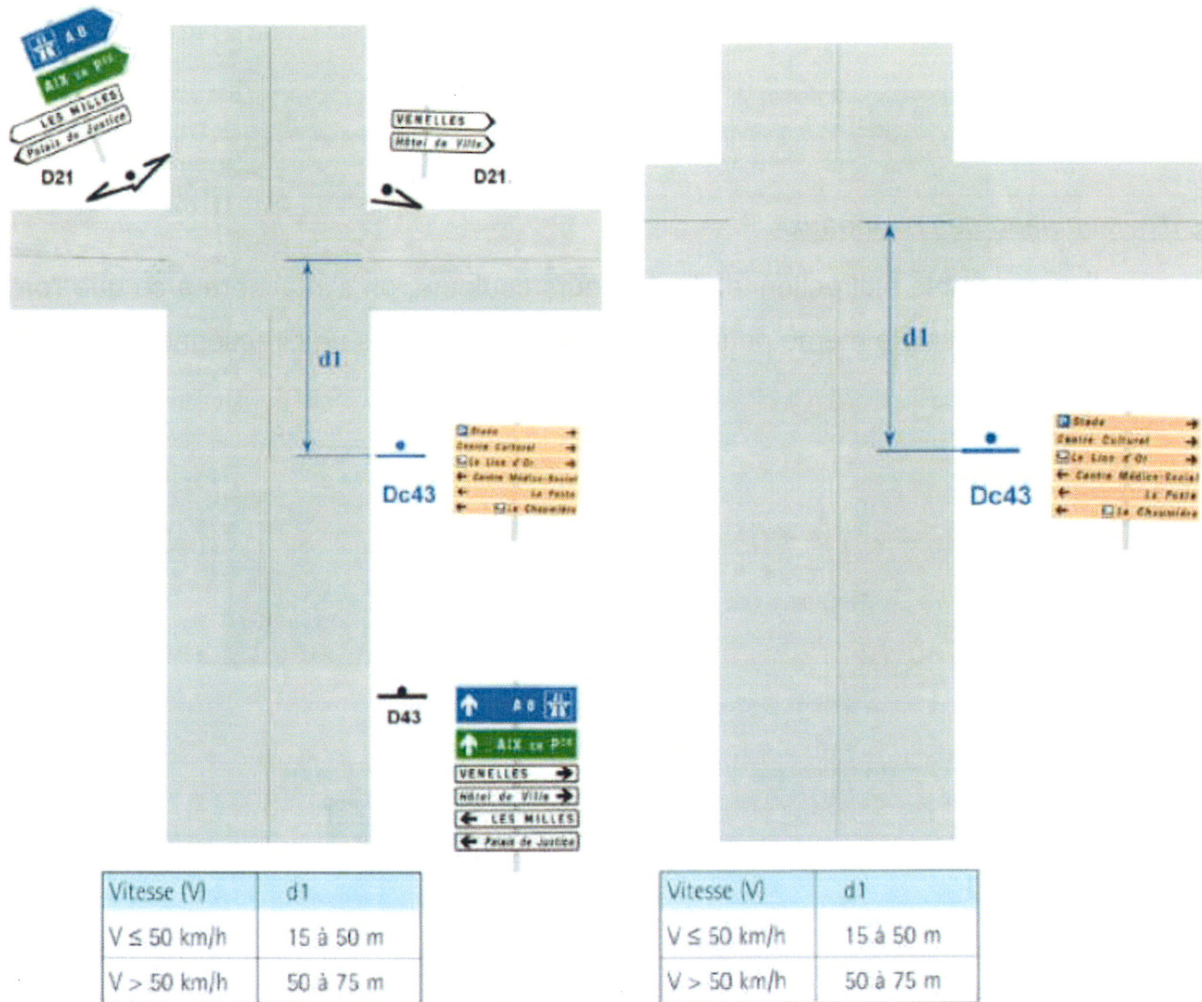 A8
AIX EN PCE
LES MILLES
Palais de Justice
D21
VENELLES
Hôtel de Ville
D21.
d1
Dc43
P Stade
Centre Culturel
Le Lion d'Or
Centre Médico-Social
La Poste
La Chaumière
D43
A8
AIX EN PCE
VENELLES
Hôtel de Ville
LES MILLES
Palais de Justice
Vitesse (V) d1
V ≤ 50 km/h 15 à 50 m
V > 50 km/h 50 à 75 m
d1
Dc43
P Stade
Centre Culturel
Le Lion d'Or
Centre Médico-Social
La Poste
La Chaumière
Vitesse (V) d1
V ≤ 50 km/h 15 à 50 m
V > 50 km/h 50 à 75 m